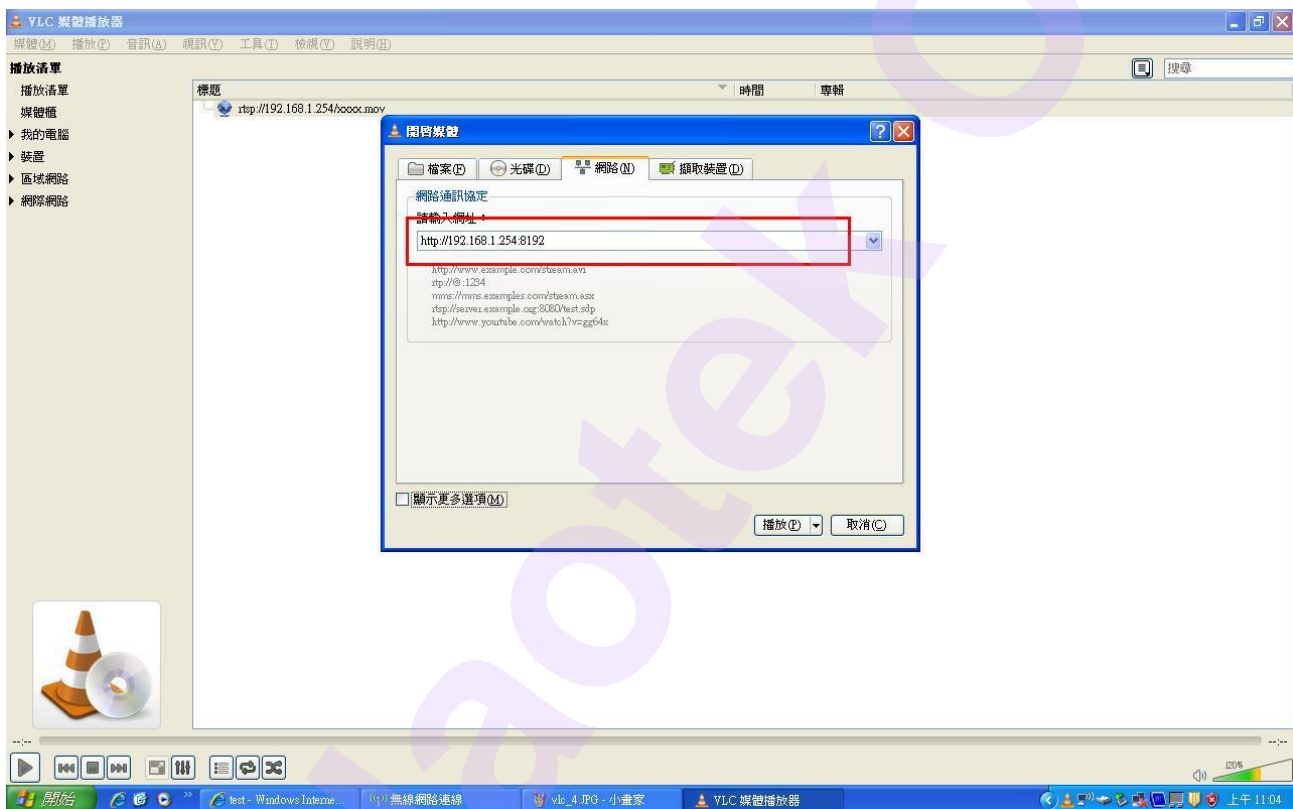 VLC 媒體播放器
媒體(M) 播放(P) 音訊(A) 視訊(V) 工具(T) 檢視(V) 說明(H)
播放清單
搜尋
播放清單
媒體櫃
我的電腦
裝置
區域網路
網際網路
標題 時間 專輯
rtsp://192.168.1.254/xxxx.mov
開啓媒體
檔案(F) 光碟(D) 網路(N) 擷取裝置(D)
網路通訊協定
請輸入網址：
http://192.168.1.254:8192
http://www.example.com/stream.avi
rtp://@:1234
mms://mms.examples.com/stream.asx
rtsp://server.example.org:8080/test.sdp
http://www.yourtube.com/watch?v=gg64x
顯示更多選項(M)
播放(P) 取消(C)
--:-- --:--
120%
開始 test - Windows Interne... 無線網路連線 vlc_4.JPG - 小畫家 VLC 媒體播放器 上午 11:04